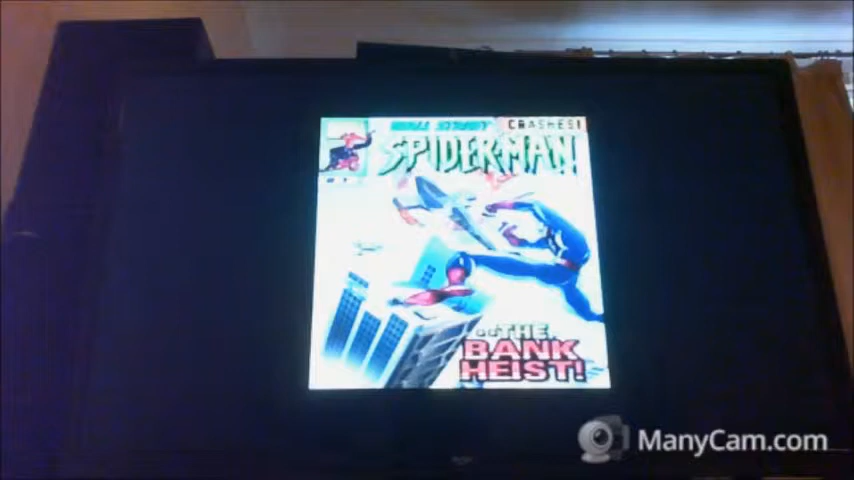 WALL STREET CRASHES!
SPIDER-MAN
THE
BANK
HEIST!
ManyCam.com